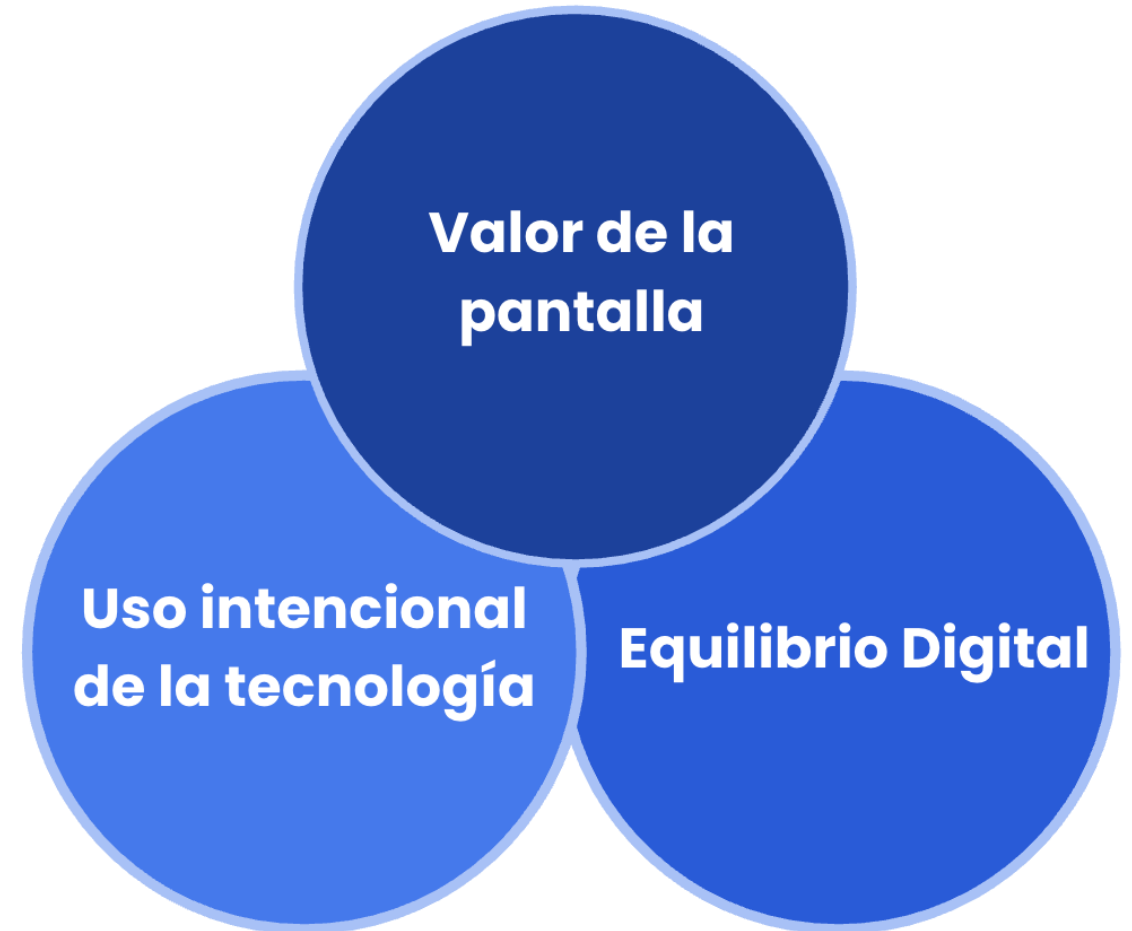 Valor de la
pantalla
Uso intencional
de la tecnología
Equilibrio Digital